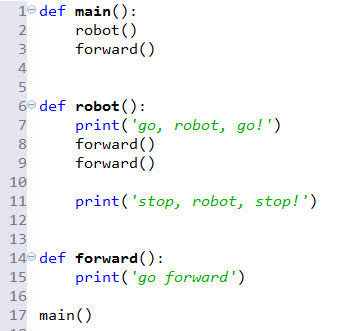 1 def main():
2     robot()
3     forward()
4
5
6 def robot():
7     print('go, robot, go!')
8     forward()
9     forward()
10
11     print('stop, robot, stop!')
12
13
14 def forward():
15     print('go forward')
16
17 main()
18